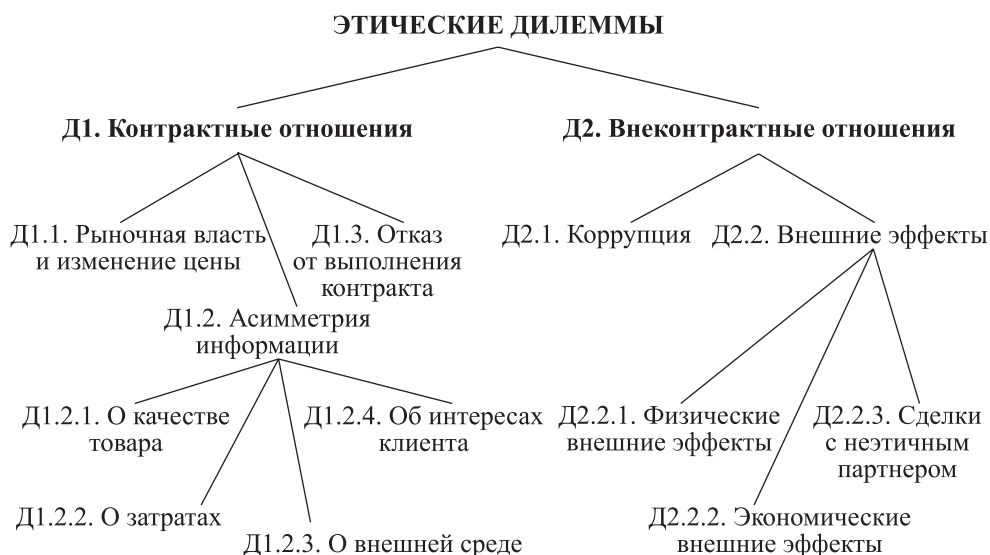 ЭТИЧЕСКИЕ ДИЛЕММЫ
Д1. Контрактные отношения
Д2. Внеконтрактные отношения
Д1.1. Рыночная власть
и изменение цены
Д1.3. Отказ
от выполнения
контракта
Д2.1. Коррупция
Д2.2. Внешние эффекты
Д1.2. Асимметрия
информации
Д1.2.1. О качестве
товара
Д1.2.4. Об интересах
клиента
Д2.2.1. Физические
внешние эффекты
Д2.2.3. Сделки
с неэтичным
партнером
Д1.2.2. О затратах
Д1.2.3. О внешней среде
Д2.2.2. Экономические
внешние эффекты